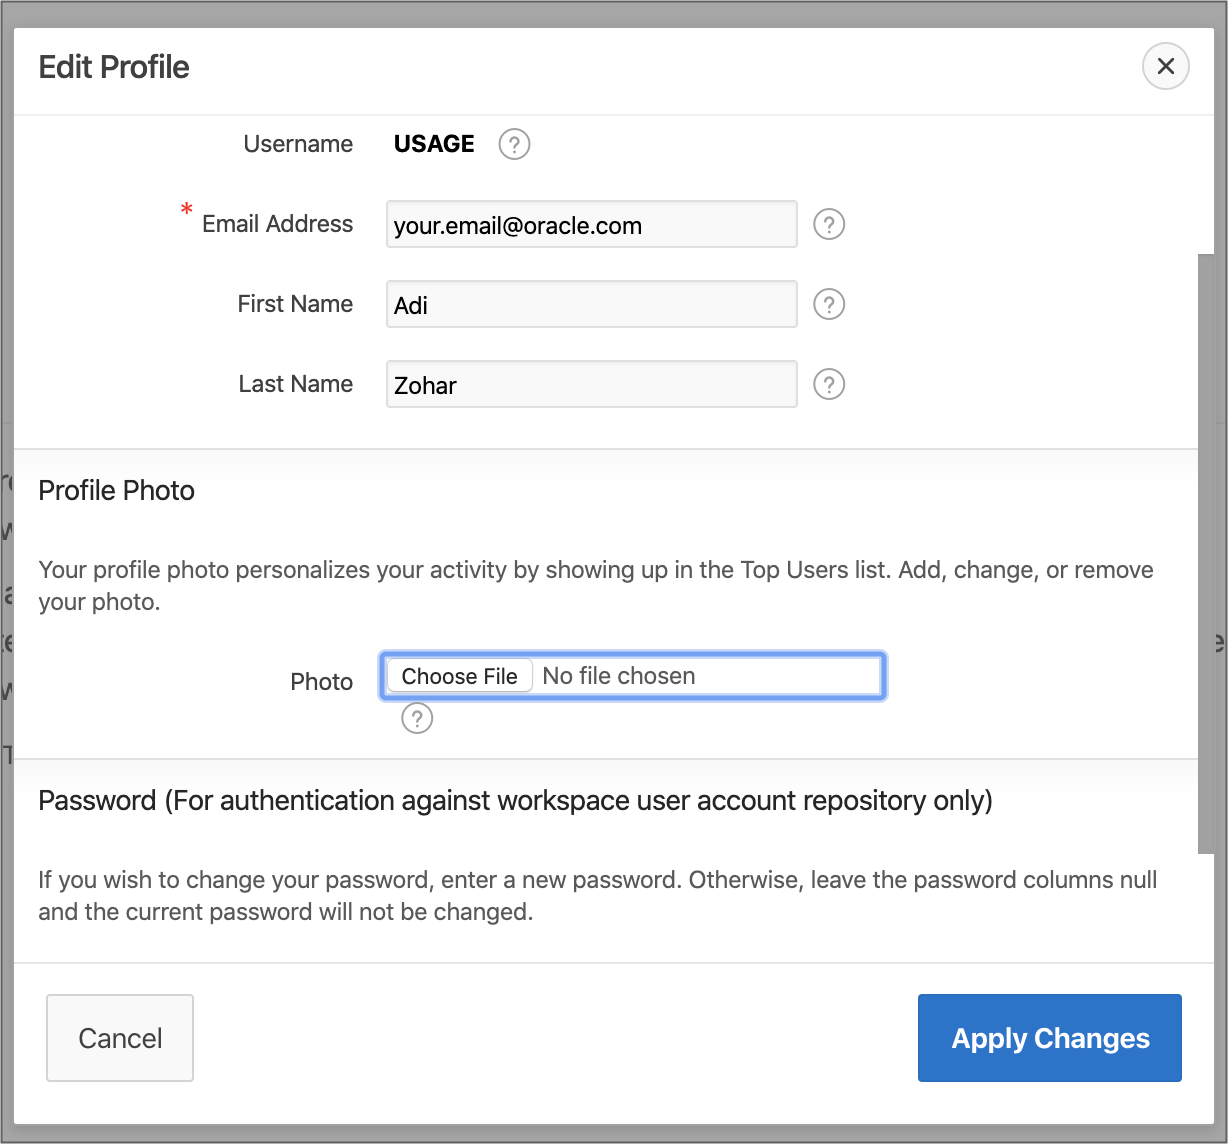 Edit Profile
Username USAGE ?
* Email Address your.email@oracle.com ?
First Name Adi ?
Last Name Zohar ?
Profile Photo
Your profile photo personalizes your activity by showing up in the Top Users list. Add, change, or remove
your photo.
Photo Choose File No file chosen
?
Password (For authentication against workspace user account repository only)
If you wish to change your password, enter a new password. Otherwise, leave the password columns null
and the current password will not be changed.
Cancel Apply Changes